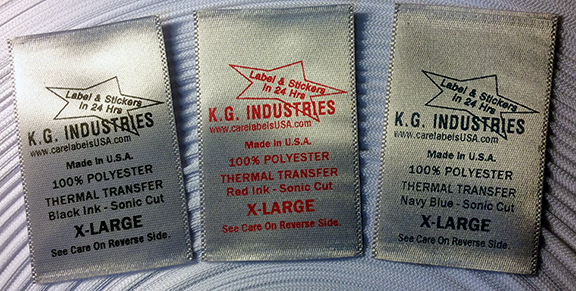 Label & Stickers
in 24 Hrs
K.G. INDUSTRIES
www.carelabelsUSA.com
Made In U.S.A.
100% POLYESTER
THERMAL TRANSFER
Black Ink - Sonic Cut
X-LARGE
See Care On Reverse Side.
Label & Stickers
in 24 Hrs
K.G. INDUSTRIES
www.carelabelsUSA.com
Made In U.S.A.
100% POLYESTER
THERMAL TRANSFER
Red Ink - Sonic Cut
X-LARGE
See Care On Reverse Side.
Label & Stickers
in 24 Hrs
K.G. INDUSTRIES
www.carelabelsUSA.com
Made In U.S.A.
100% POLYESTER
THERMAL TRANSFER
Navy Blue - Sonic Cut
X-LARGE
See Care On Reverse Side.